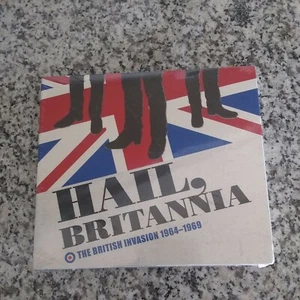 HAIL,
BRITANNIA
THE BRITISH INVASION 1964-1969